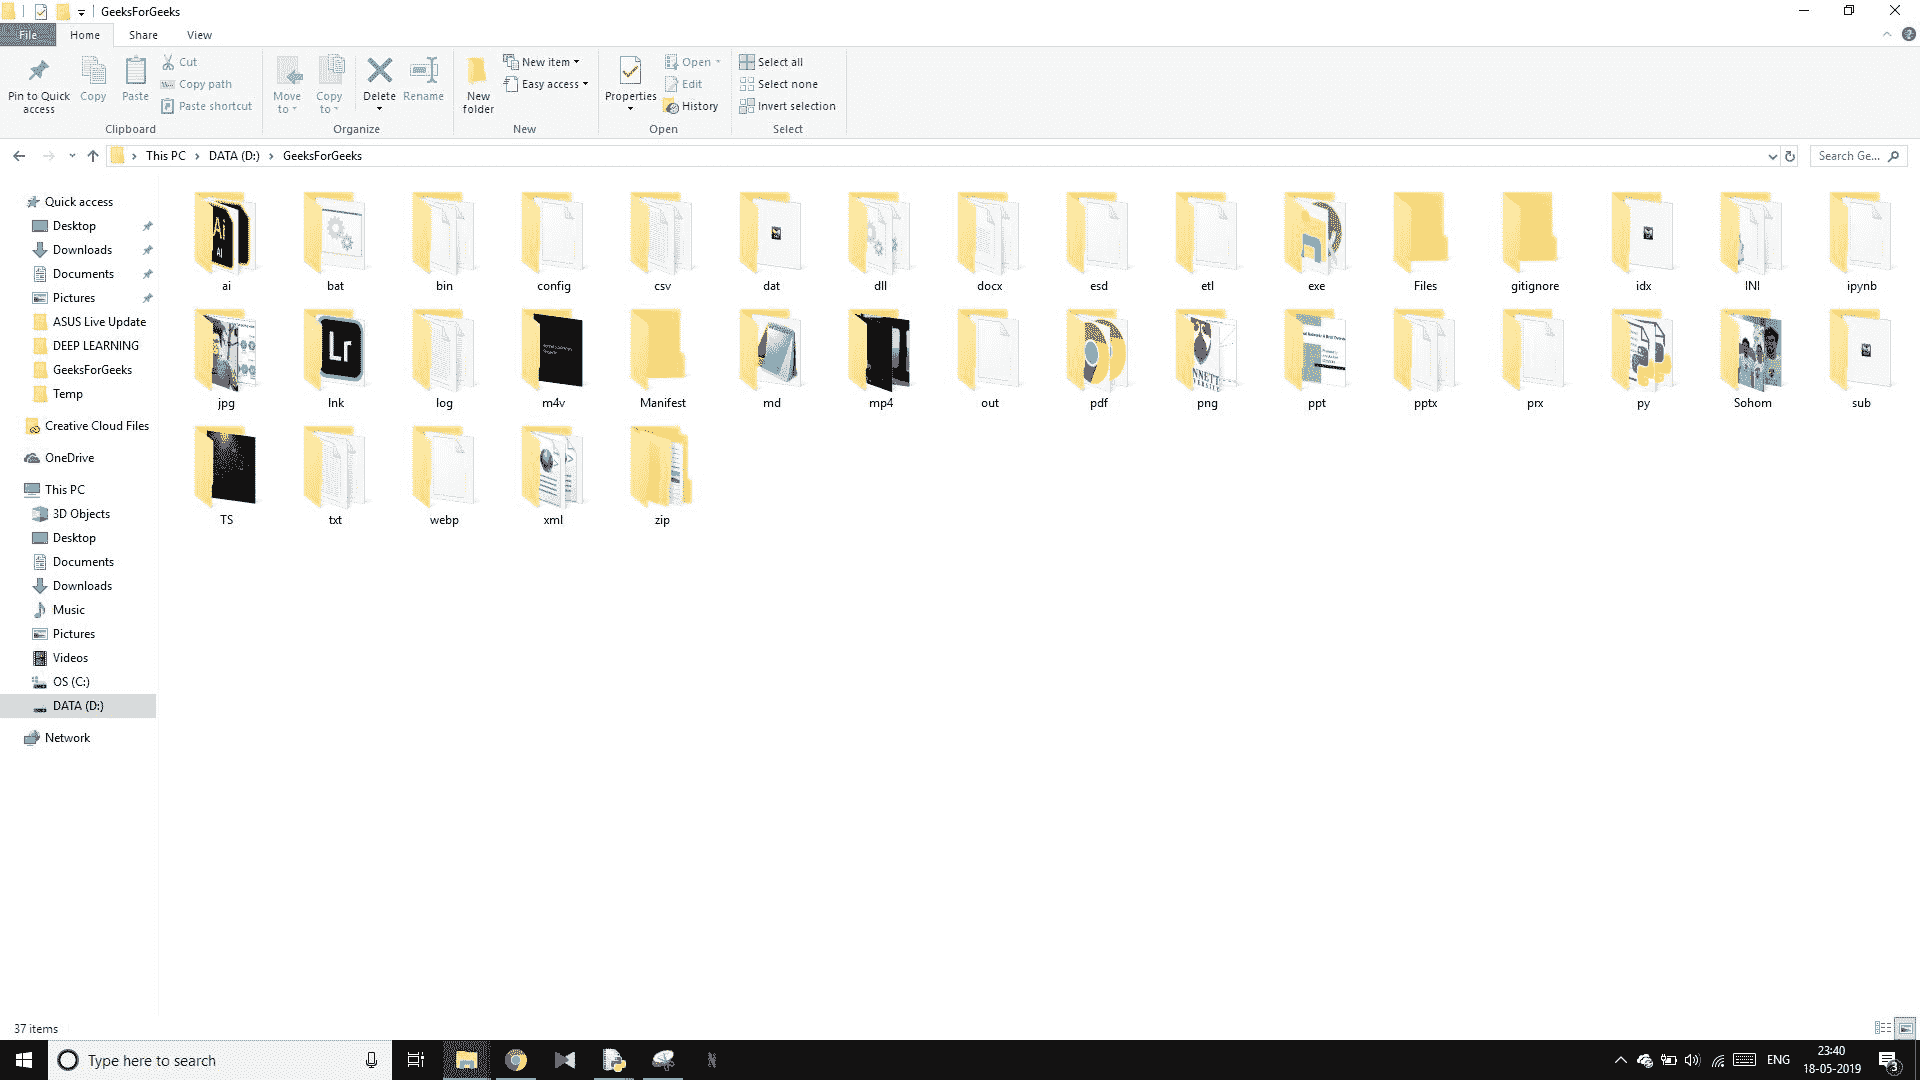 GeeksForGeeks
File Home Share View
Pin to Quick access
Copy
Paste
Cut
Copy path
Paste shortcut
Clipboard
Move to
Copy to
Delete
Rename
Organize
New folder
New item
Easy access
New
Properties
Open
Edit
History
Open
Select all
Select none
Invert selection
Select
This PC > DATA (D:) > GeeksForGeeks
Search Ge...
Quick access
Desktop
Downloads
Documents
Pictures
ASUS Live Update
DEEP LEARNING
GeeksForGeeks
Temp
Creative Cloud Files
OneDrive
This PC
3D Objects
Desktop
Documents
Downloads
Music
Pictures
Videos
OS (C:)
DATA (D:)
Network
Ai
AI
ai bat bin config csv dat dll docx esd etl exe Files gitignore idx INI ipynb
Lr
jpg lnk log m4v Manifest md mp4 out pdf png ppt pptx prx py Sohom sub
TS txt webp xml zip
37 items
Type here to search
ENG
23:40
18-05-2019
3